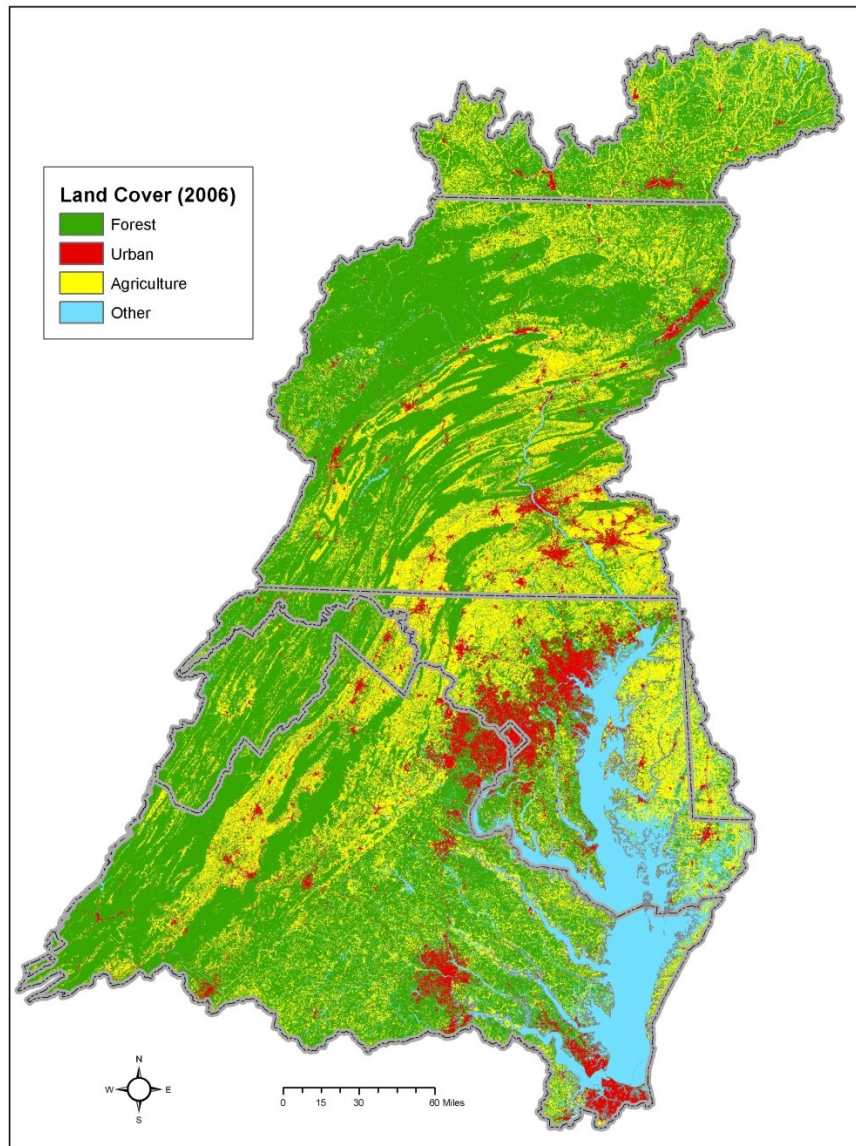 Land Cover (2006)
Forest
Urban
Agriculture
Other
N
W E
S
0 15 30 60 Miles